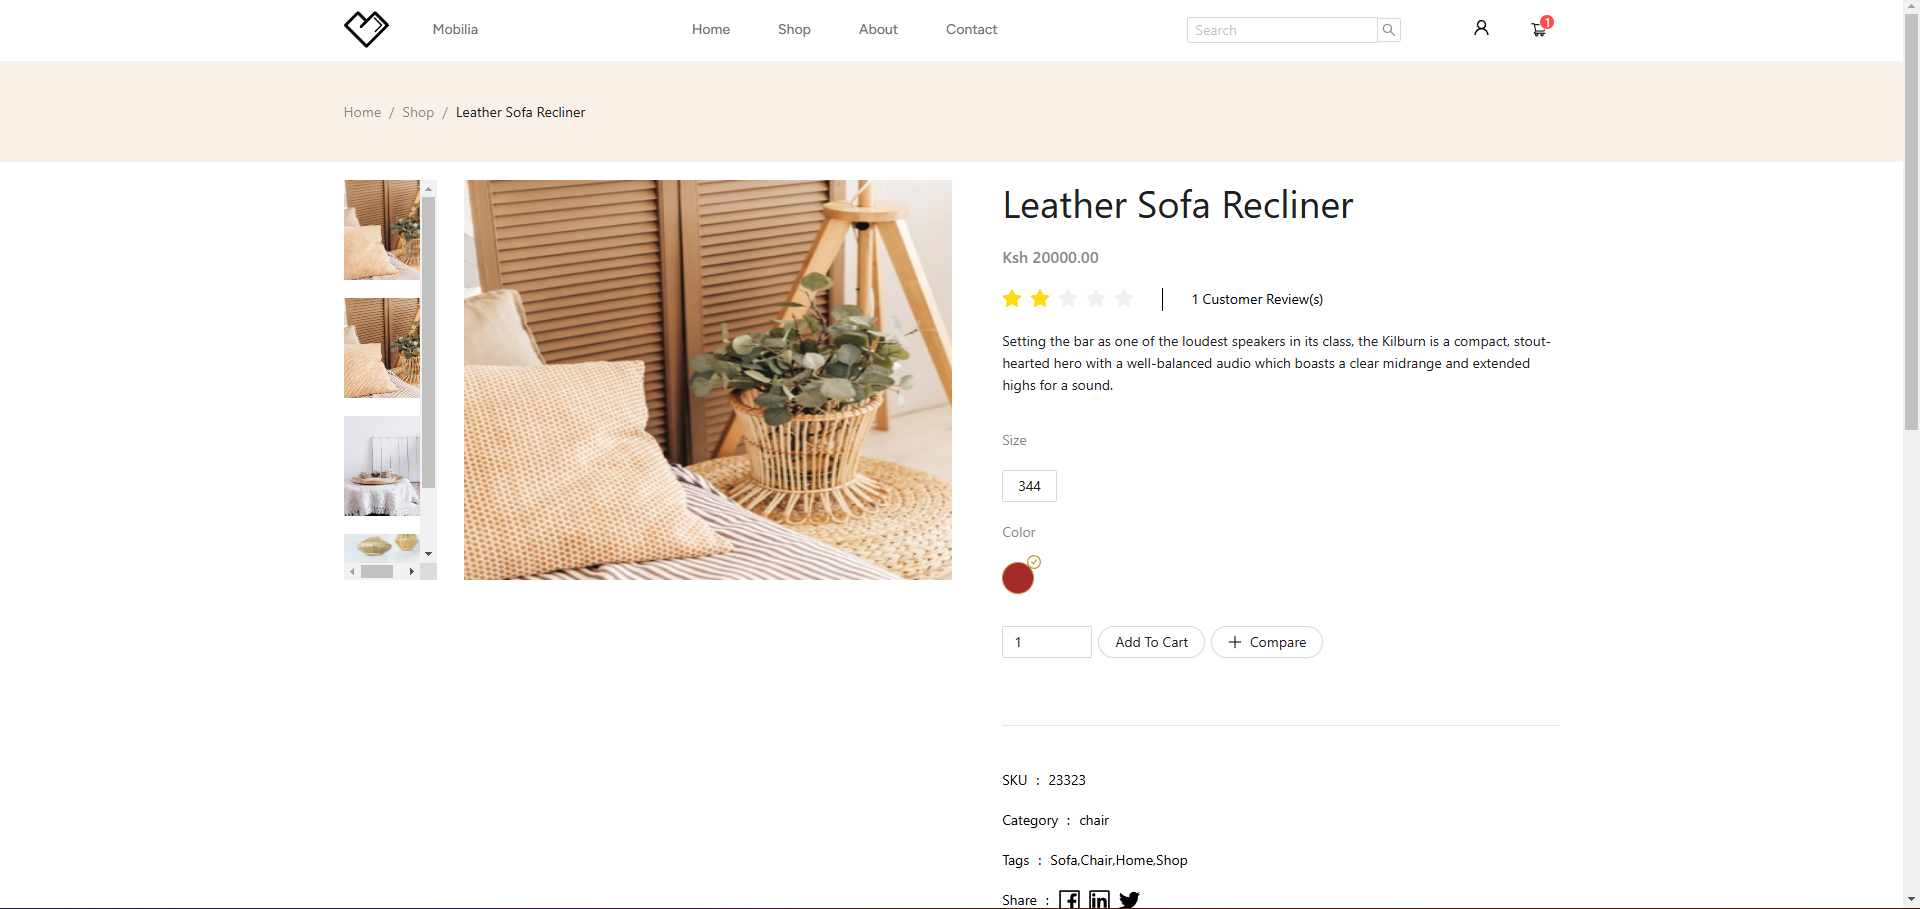 Mobilia
Home
Shop
About
Contact
Search
1
Home / Shop / Leather Sofa Recliner
Leather Sofa Recliner
Ksh 20000.00
1 Customer Review(s)
Setting the bar as one of the loudest speakers in its class, the Kilburn is a compact, stout-
hearted hero with a well-balanced audio which boasts a clear midrange and extended
highs for a sound.
Size
344
Color
1
Add To Cart
Compare
SKU : 23323
Category : chair
Tags : Sofa,Chair,Home,Shop
Share :